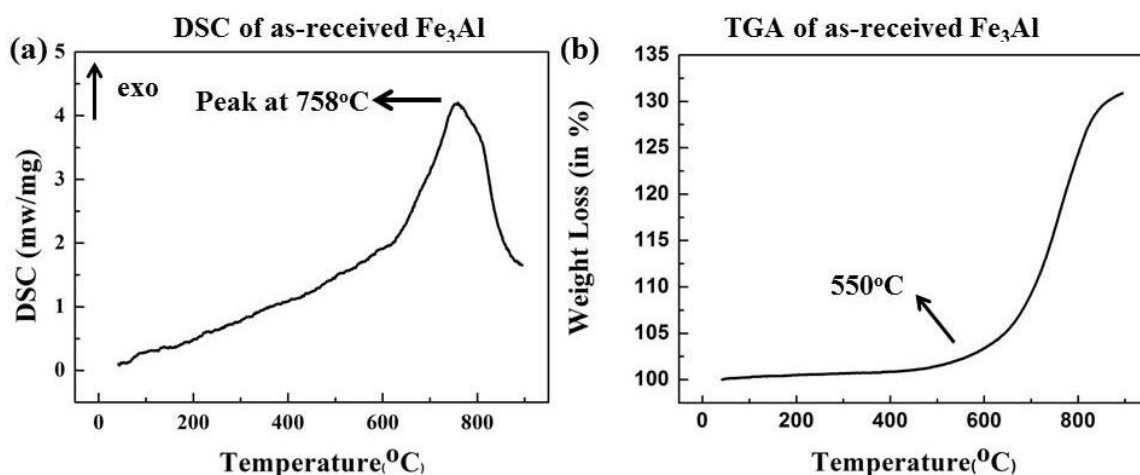 DSC of as-received Fe₃Al
(a)
exo
Peak at 758°C
5
4
3
2
1
0
DSC (mw/mg)
0 200 400 600 800
Temperature(°C)
TGA of as-received Fe₃Al
(b)
135
130
125
120
115
110
105
100
Weight Loss (in %)
550°C
0 200 400 600 800
Temperature(°C)